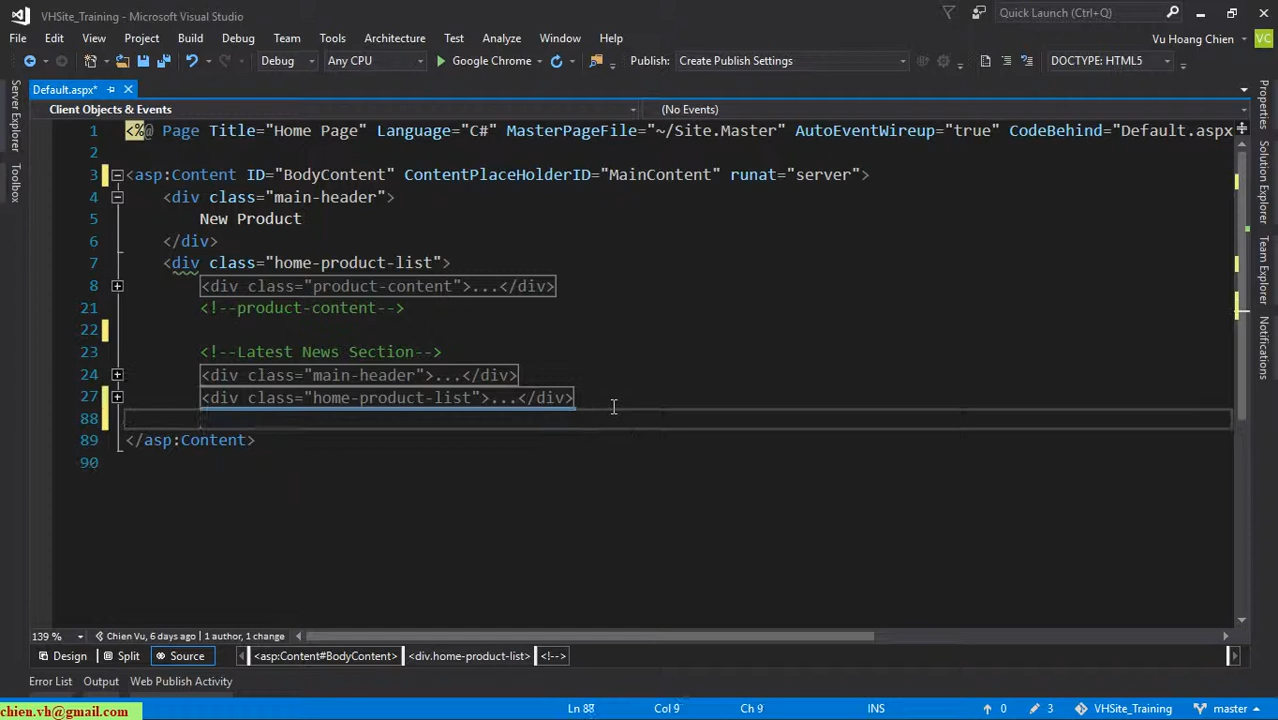 VHSite_Training - Microsoft Visual Studio
Quick Launch (Ctrl+Q)
File Edit View Project Build Debug Team Tools Architecture Test Analyze Window Help
Vu Hoang Chien VC
Debug Any CPU Google Chrome Publish: Create Publish Settings DOCTYPE: HTML5
Default.aspx*
Client Objects & Events (No Events)
1 <%@ Page Title="Home Page" Language="C#" MasterPageFile="~/Site.Master" AutoEventWireup="true" CodeBehind="Default.aspx
2
3 <asp:Content ID="BodyContent" ContentPlaceHolderID="MainContent" runat="server">
4 <div class="main-header">
5 New Product
6 </div>
7 <div class="home-product-list">
8 <div class="product-content">...</div>
21 <!--product-content-->
22
23 <!--Latest News Section-->
24 <div class="main-header">...</div>
27 <div class="home-product-list">...</div>
88
89 </asp:Content>
90
139 % Chien Vu, 6 days ago | 1 author, 1 change
Design Split Source <asp:Content#BodyContent> <div.home-product-list> <!-->
Error List Output Web Publish Activity
chien.vh@gmail.com
Ln 87 Col 9 Ch 9 INS 0 3 VHSite_Training master
Server Explorer
Toolbox
Properties
Solution Explorer
Team Explorer
Notifications